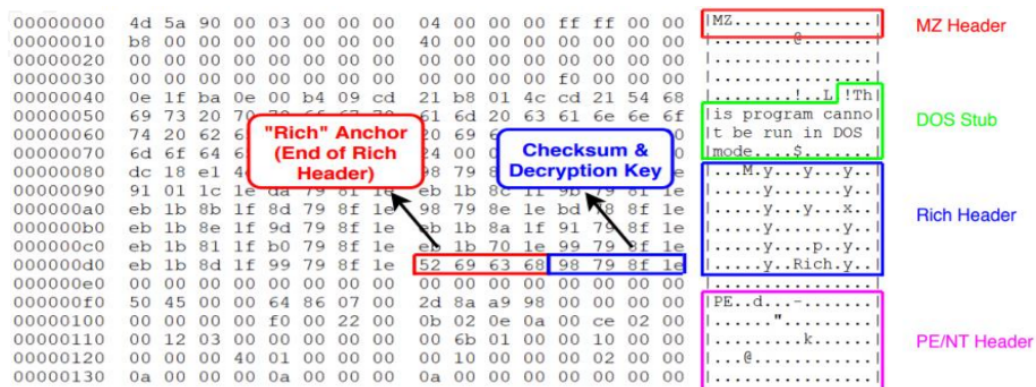 00000000 4d 5a 90 00 03 00 00 00 04 00 00 00 ff ff 00 00 |MZ..............| MZ Header
00000010 b8 00 00 00 00 00 00 00 40 00 00 00 00 00 00 00 |........@.......|
00000020 00 00 00 00 00 00 00 00 00 00 00 00 00 00 00 00 |................|
00000030 00 00 00 00 00 00 00 00 00 00 00 00 f0 00 00 00 |................|
00000040 0e 1f ba 0e 00 b4 09 cd 21 b8 01 4c cd 21 54 68 |........!..L.!Th|
00000050 69 73 20 70 61 6d 20 63 61 6e 6e 6f |is program canno| DOS Stub
00000060 74 20 62 20 69 |t be run in DOS
00000070 6d 6f 64 24 00 |mode....$.......|
"Rich" Anchor
(End of Rich
Header)
Checksum &
Decryption Key
00000080 dc 18 e1 98 79 |...M.y...y...y..|
00000090 91 01 1c 1e da 79 8f 1e eb 1b 8c 1f 9b 79 8f 1e |.....y.......y..|
000000a0 eb 1b 8b 1f 8d 79 8f 1e 98 79 8e 1e bd 78 8f 1e |.....y...y...x..| Rich Header
000000b0 eb 1b 8e 1f 9d 79 8f 1e eb 1b 8a 1f 91 79 8f 1e |.....y.......y..|
000000c0 eb 1b 81 1f b0 79 8f 1e eb 1b 70 1e 99 79 8f 1e |.....y....p..y..|
000000d0 eb 1b 8d 1f 99 79 8f 1e 52 69 63 68 98 79 8f 1e |.....y..Rich.y..|
000000e0 00 00 00 00 00 00 00 00 00 00 00 00 00 00 00 00 |................|
000000f0 50 45 00 00 64 86 07 00 2d 8a a9 98 00 00 00 00 |PE..d...-.......|
00000100 00 00 00 00 f0 00 22 00 0b 02 0e 0a 00 ce 02 00 |......".........|
00000110 00 12 03 00 00 00 00 00 00 6b 01 00 00 10 00 00 |.........k......| PE/NT Header
00000120 00 00 00 40 01 00 00 00 00 10 00 00 00 02 00 00 |...@............|
00000130 0a 00 00 00 0a 00 00 00 0a 00 00 00 00 00 00 00 |................|